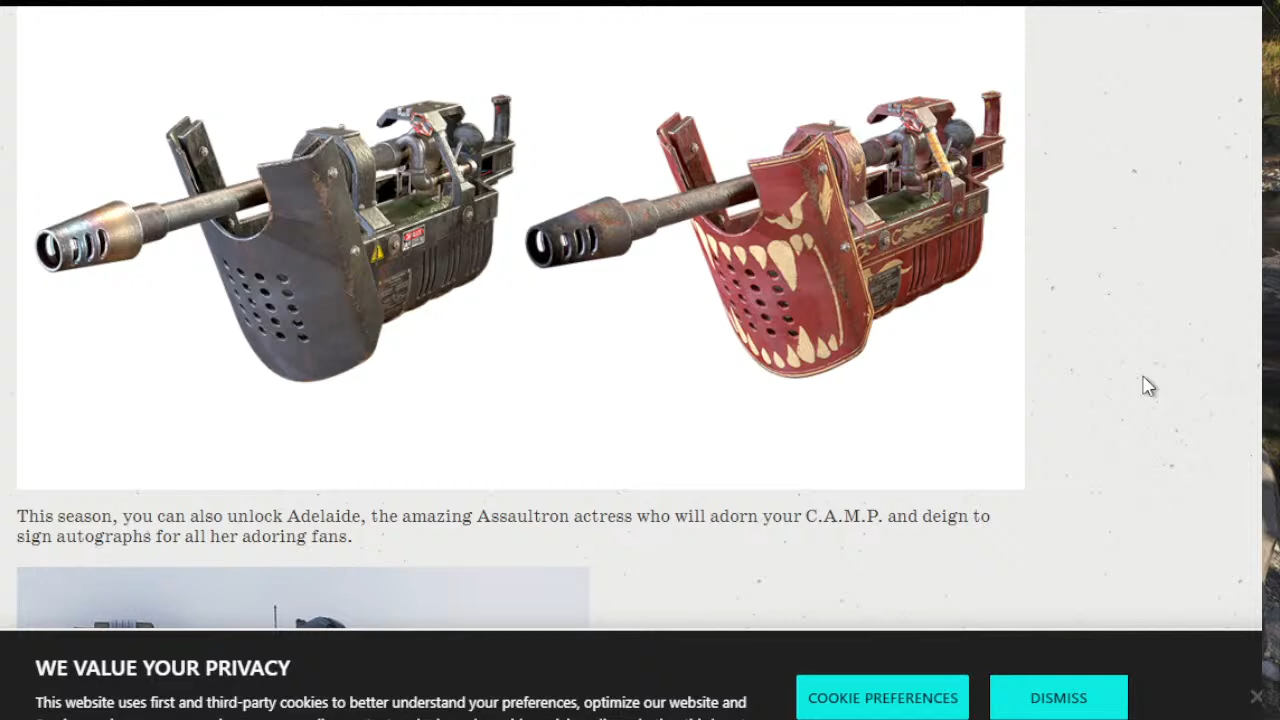 This season, you can also unlock Adelaide, the amazing Assaultron actress who will adorn your C.A.M.P. and deign to
sign autographs for all her adoring fans.
WE VALUE YOUR PRIVACY
This website uses first and third-party cookies to better understand your preferences, optimize our website and
COOKIE PREFERENCES
DISMISS